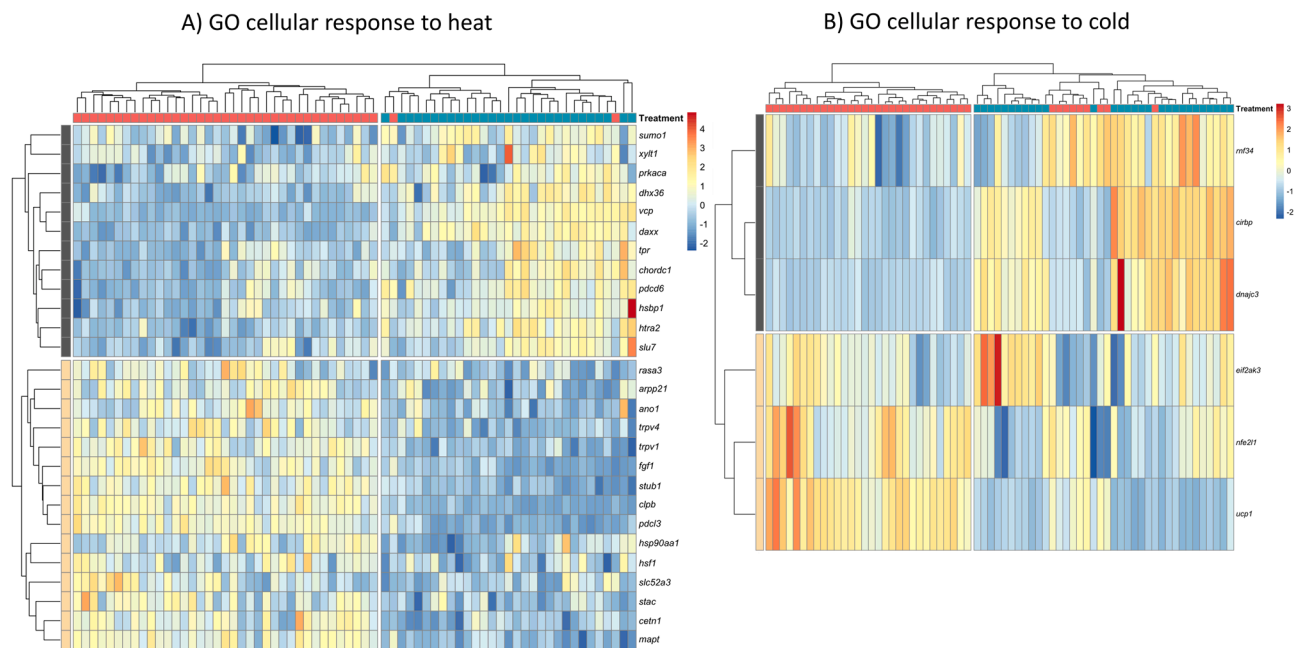 A) GO cellular response to heat
Treatment
sumo1
xylt1
prkaca
dhx36
vcp
daxx
tpr
chordc1
pdcd6
hsbp1
htra2
slu7
rasa3
arpp21
ano1
trpv4
trpv1
fgf1
stub1
clpb
pdcl3
hsp90aa1
hsf1
slc52a3
stac
cetn1
mapt
4
3
2
1
0
-1
-2
B) GO cellular response to cold
Treatment
rnf34
cirbp
dnajc3
eif2ak3
nfe2l1
ucp1
3
2
1
0
-1
-2